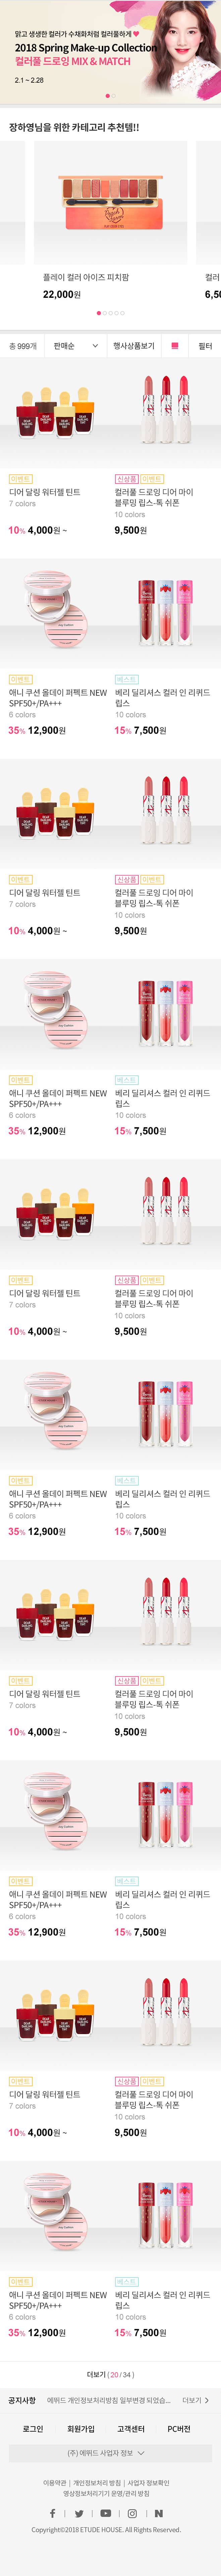 맑고 생생한 컬러가 수채화처럼 컬러풀하게
2018 Spring Make-up Collection
컬러풀 드로잉 MIX & MATCH
2.1 ~ 2.28
장하영님을 위한 카테고리 추천템!!
플레이 컬러 아이즈 피치팜
22,000원
컬러
6,50
총 999개 판매순 행사상품보기 필터
이벤트
디어 달링 워터젤 틴트
7 colors
10% 4,000원 ~
신상품 이벤트
컬러풀 드로잉 디어 마이
블루밍 립스-톡 쉬폰
10 colors
9,500원
이벤트
애니 쿠션 올데이 퍼펙트 NEW
SPF50+/PA+++
6 colors
35% 12,900원
베스트
베리 딜리셔스 컬러 인 리퀴드
립스
10 colors
15% 7,500원
이벤트
디어 달링 워터젤 틴트
7 colors
10% 4,000원 ~
신상품 이벤트
컬러풀 드로잉 디어 마이
블루밍 립스-톡 쉬폰
10 colors
9,500원
이벤트
애니 쿠션 올데이 퍼펙트 NEW
SPF50+/PA+++
6 colors
35% 12,900원
베스트
베리 딜리셔스 컬러 인 리퀴드
립스
10 colors
15% 7,500원
이벤트
디어 달링 워터젤 틴트
7 colors
10% 4,000원 ~
신상품 이벤트
컬러풀 드로잉 디어 마이
블루밍 립스-톡 쉬폰
10 colors
9,500원
이벤트
애니 쿠션 올데이 퍼펙트 NEW
SPF50+/PA+++
6 colors
35% 12,900원
베스트
베리 딜리셔스 컬러 인 리퀴드
립스
10 colors
15% 7,500원
이벤트
디어 달링 워터젤 틴트
7 colors
10% 4,000원 ~
신상품 이벤트
컬러풀 드로잉 디어 마이
블루밍 립스-톡 쉬폰
10 colors
9,500원
이벤트
애니 쿠션 올데이 퍼펙트 NEW
SPF50+/PA+++
6 colors
35% 12,900원
베스트
베리 딜리셔스 컬러 인 리퀴드
립스
10 colors
15% 7,500원
이벤트
디어 달링 워터젤 틴트
7 colors
10% 4,000원 ~
신상품 이벤트
컬러풀 드로잉 디어 마이
블루밍 립스-톡 쉬폰
10 colors
9,500원
이벤트
애니 쿠션 올데이 퍼펙트 NEW
SPF50+/PA+++
6 colors
35% 12,900원
베스트
베리 딜리셔스 컬러 인 리퀴드
립스
10 colors
15% 7,500원
더보기 ( 20 / 34 )
공지사항 에뛰드 개인정보처리방침 일부변경 되었습... 더보기
로그인 회원가입 고객센터 PC버전
(주) 에뛰드 사업자 정보
이용약관 | 개인정보처리 방침 | 사업자 정보확인
영상정보처리기기 운영/관리 방침
Copyright©2018 ETUDE HOUSE. All Rights Reserved.